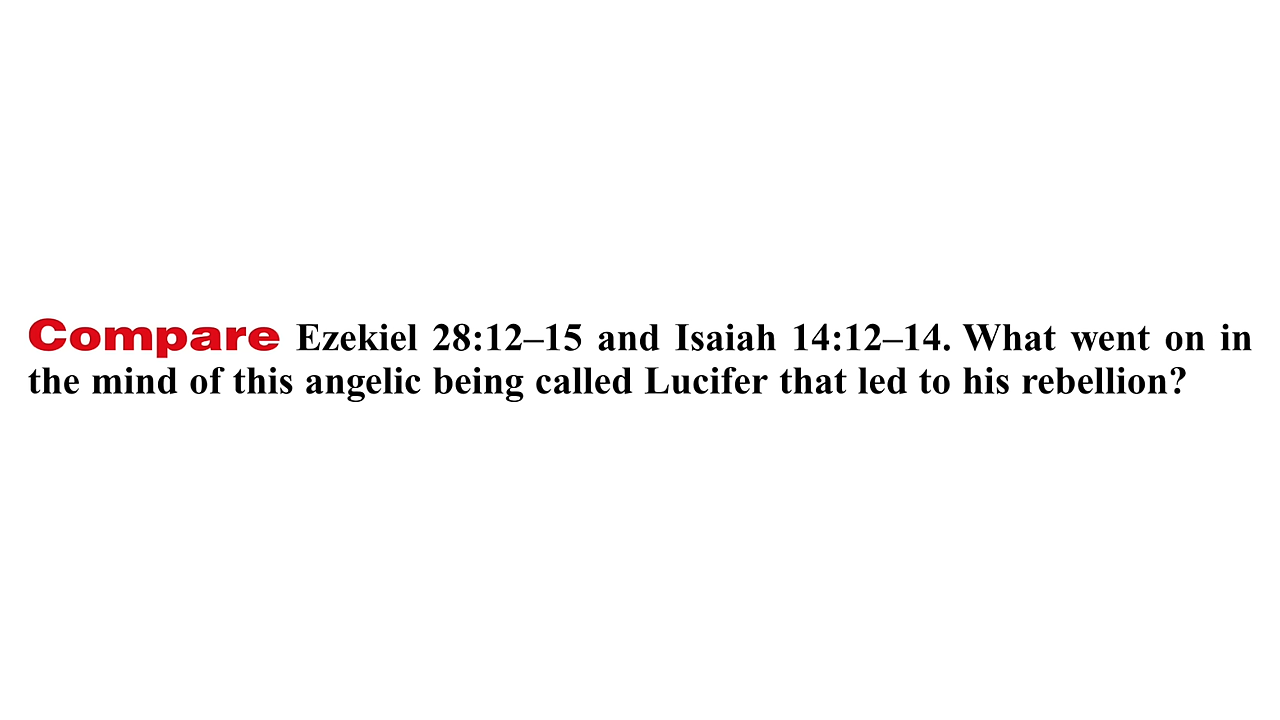 Compare Ezekiel 28:12–15 and Isaiah 14:12–14. What went on in
the mind of this angelic being called Lucifer that led to his rebellion?